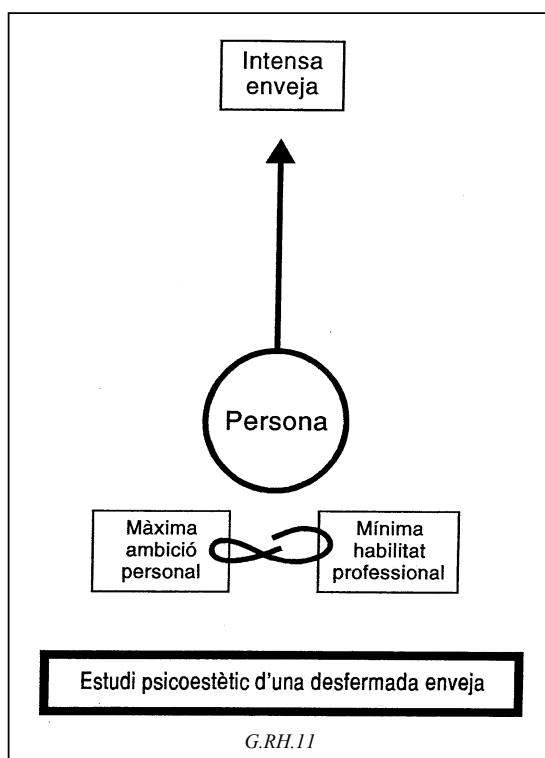 Intensa
enveja
Persona
Màxima
ambició
personal
Mínima
habilitat
professional
Estudi psicoestètic d'una desfermada enveja
G.RH.11